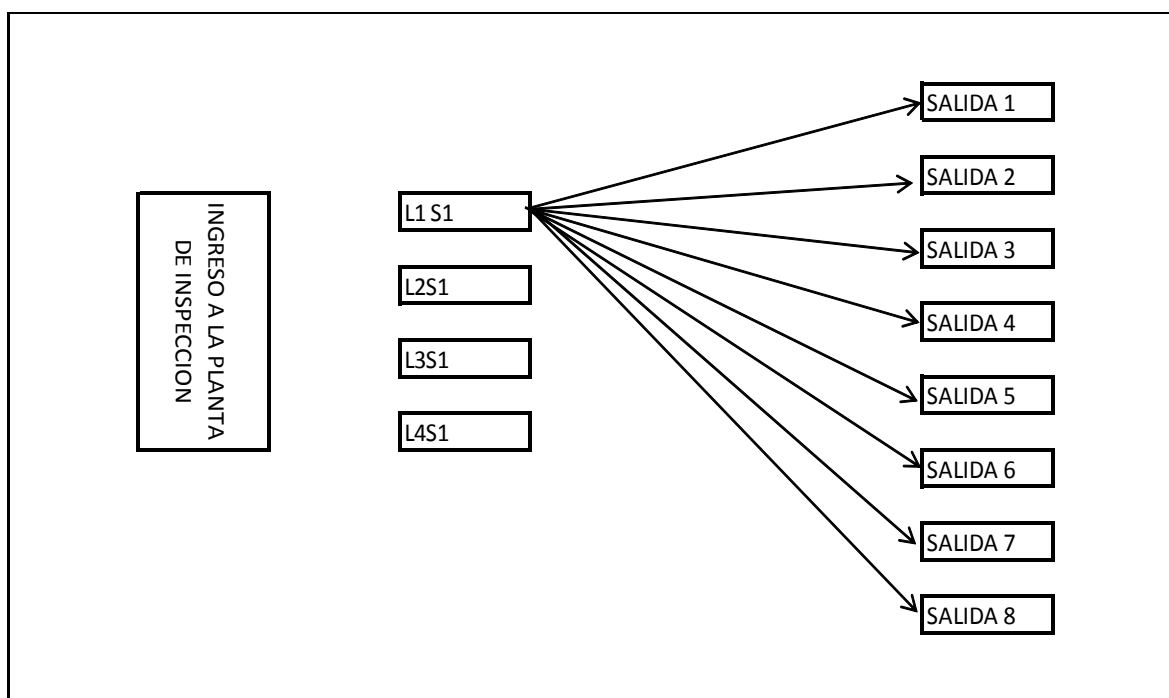 INGRESO A LA PLANTA
DE INSPECCION
L1 S1
L2S1
L3S1
L4S1
SALIDA 1
SALIDA 2
SALIDA 3
SALIDA 4
SALIDA 5
SALIDA 6
SALIDA 7
SALIDA 8